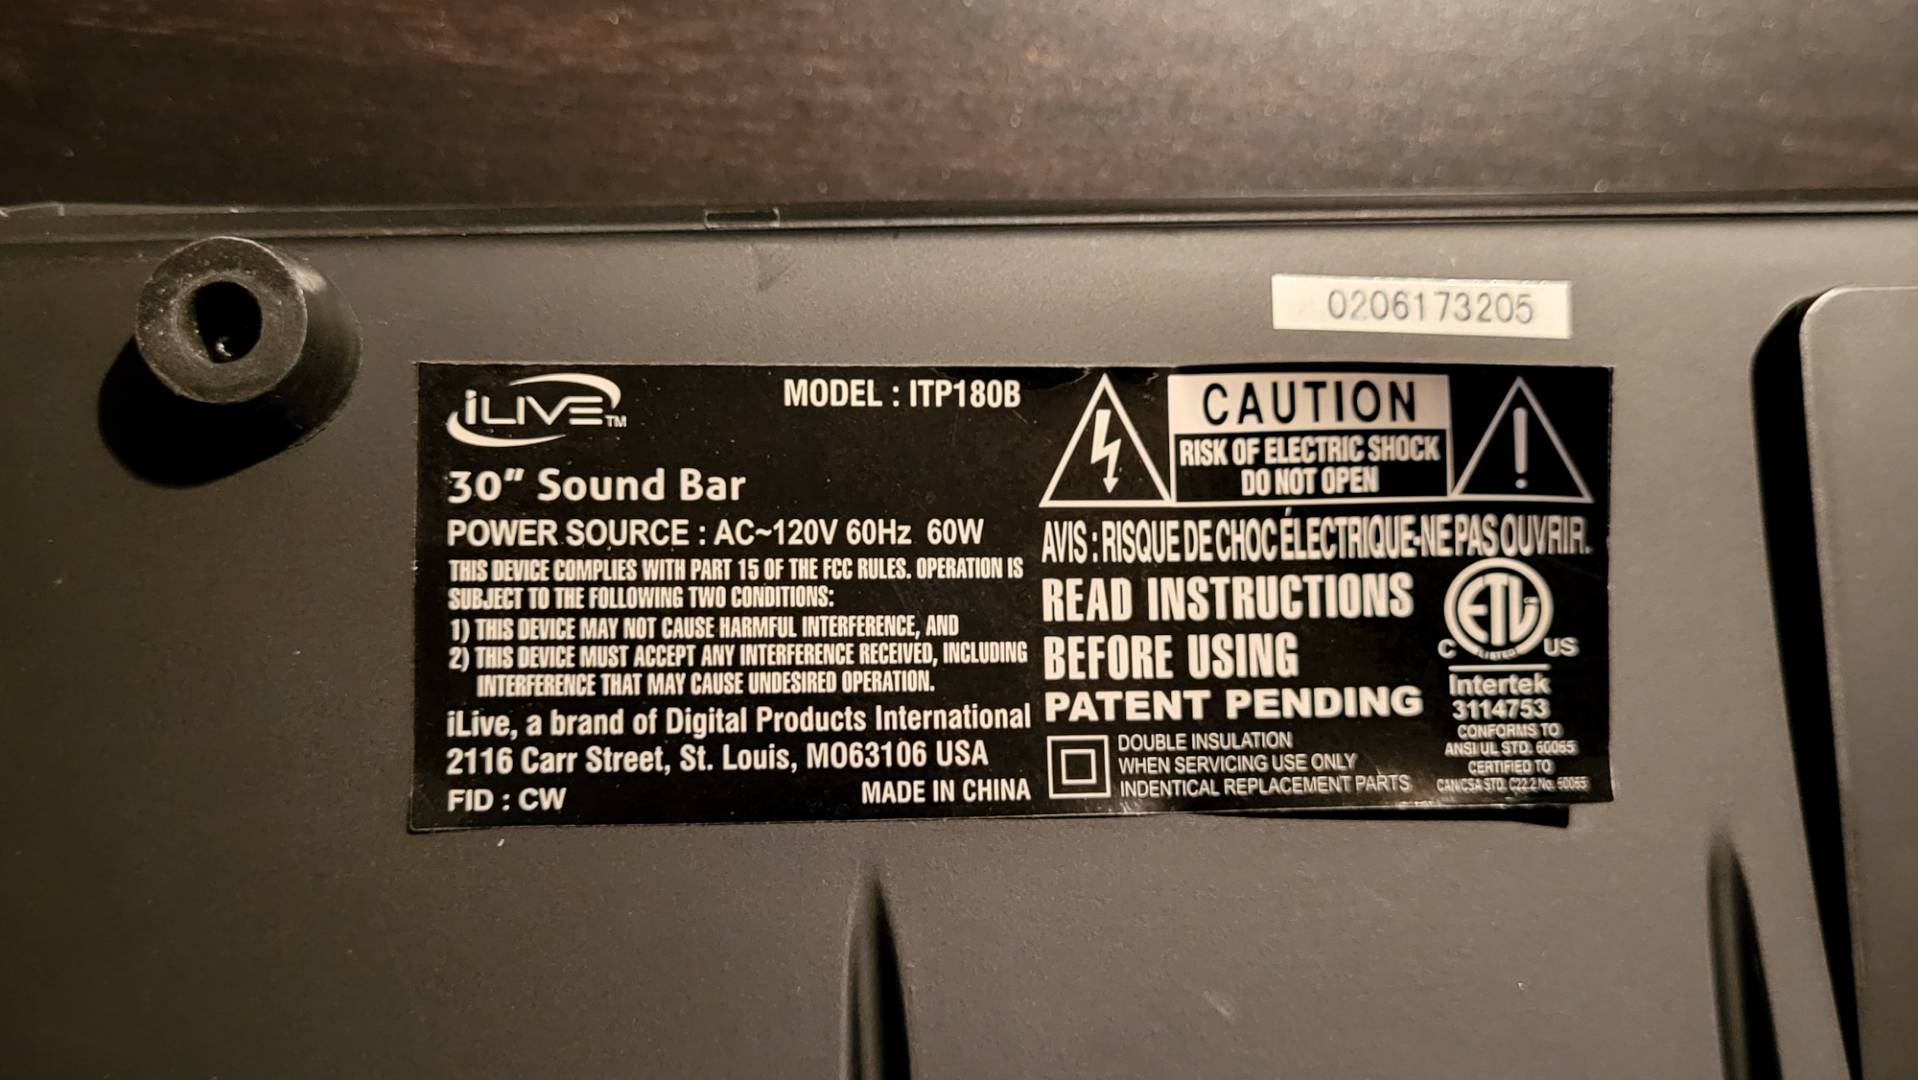 0206173205
iLIVE™
MODEL : ITP180B
30" Sound Bar
POWER SOURCE : AC~120V 60Hz 60W
THIS DEVICE COMPLIES WITH PART 15 OF THE FCC RULES. OPERATION IS
SUBJECT TO THE FOLLOWING TWO CONDITIONS:
1) THIS DEVICE MAY NOT CAUSE HARMFUL INTERFERENCE, AND
2) THIS DEVICE MUST ACCEPT ANY INTERFERENCE RECEIVED, INCLUDING
INTERFERENCE THAT MAY CAUSE UNDESIRED OPERATION.
iLive, a brand of Digital Products International
2116 Carr Street, St. Louis, MO63106 USA
FID : CW
MADE IN CHINA
CAUTION
RISK OF ELECTRIC SHOCK
DO NOT OPEN
AVIS : RISQUE DE CHOC ÉLECTRIQUE-NE PAS OUVRIR.
READ INSTRUCTIONS
BEFORE USING
PATENT PENDING
DOUBLE INSULATION
WHEN SERVICING USE ONLY
INDENTICAL REPLACEMENT PARTS
ETL
LISTED
C US
Intertek
3114753
CONFORMS TO
ANSI/UL STD. 60065
CERTIFIED TO
CAN/CSA STD. C22.2 No. 60065